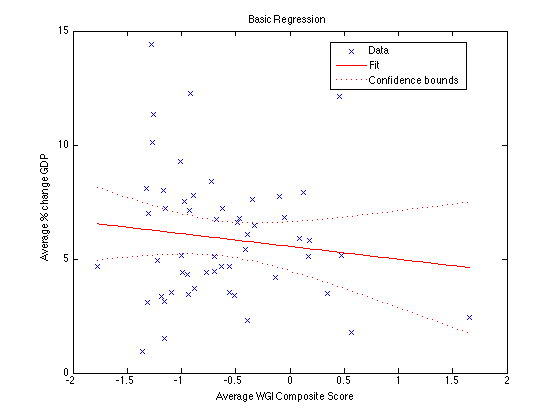 Basic Regression
15
Data
Fit
Confidence bounds
10
Average % change GDP
5
0
-2
-1.5
-1
-0.5
0
0.5
1
1.5
2
Average WGI Composite Score